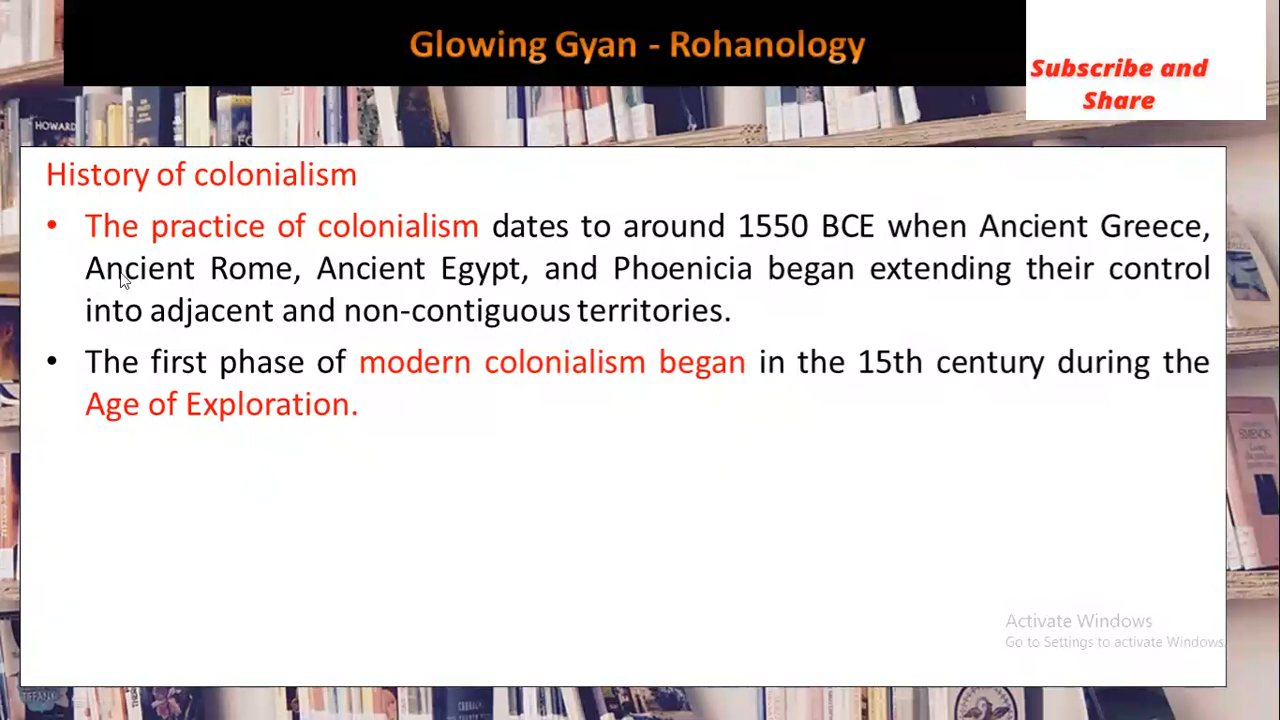 Glowing Gyan - Rohanology
Subscribe and
Share
HOWARD
History of colonialism
• The practice of colonialism dates to around 1550 BCE when Ancient Greece,
Ancient Rome, Ancient Egypt, and Phoenicia began extending their control
into adjacent and non-contiguous territories.
• The first phase of modern colonialism began in the 15th century during the
Age of Exploration.
SIMENON
Activate Windows
Go to Settings to activate Windows.
TIFFANY